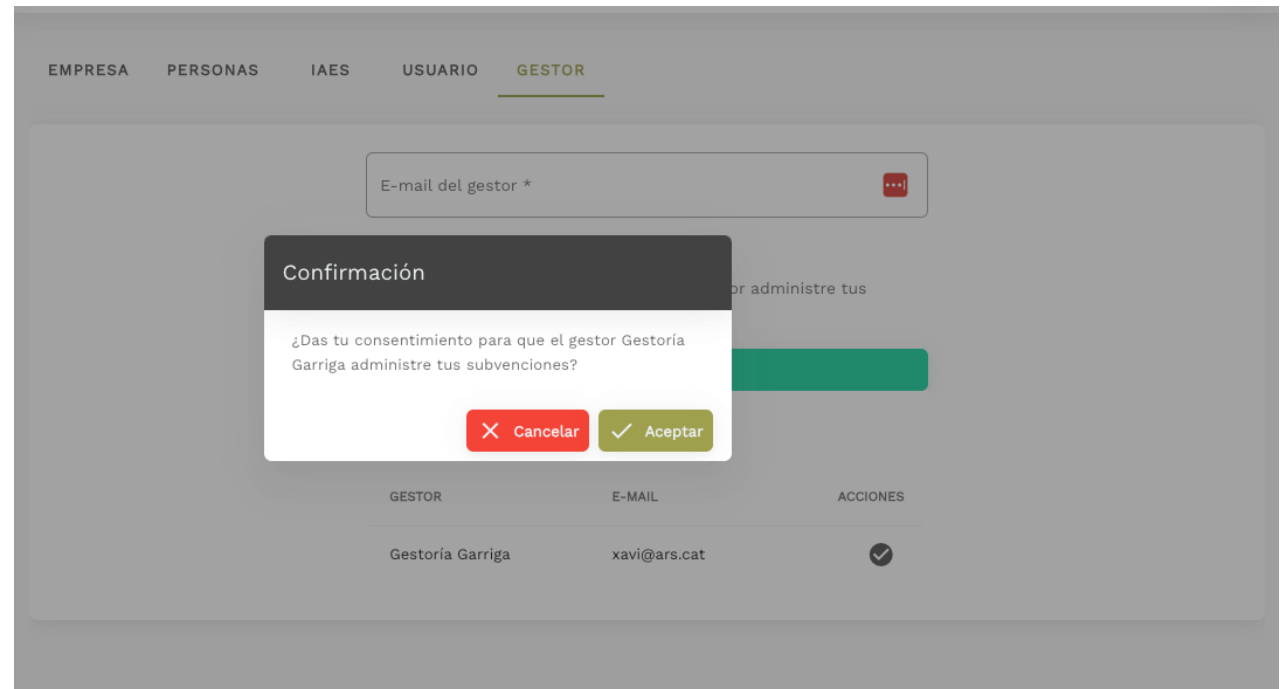 EMPRESA PERSONAS IAES USUARIO GESTOR
E-mail del gestor *
Confirmación
administre tus
¿Das tu consentimiento para que el gestor Gestoría
Garriga administre tus subvenciones?
Cancelar Aceptar
GESTOR E-MAIL ACCIONES
Gestoría Garriga xavi@ars.cat